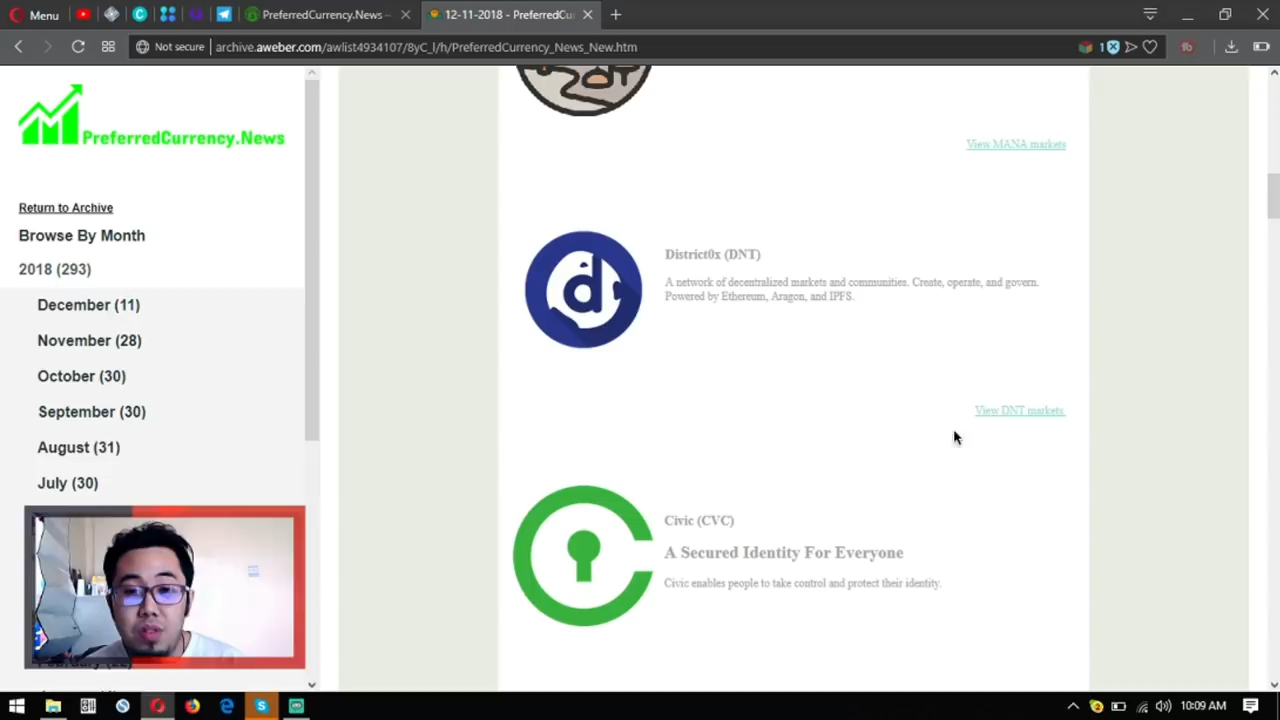 Menu
PreferredCurrency.News –
12-11-2018 - PreferredCu
Not secure
archive.aweber.com/awlist4934107/8yC_l/h/PreferredCurrency_News_New.htm
1
PreferredCurrency.News
Return to Archive
Browse By Month
2018 (293)
December (11)
November (28)
October (30)
September (30)
August (31)
July (30)
View MANA markets
District0x (DNT)
A network of decentralized markets and communities. Create, operate, and govern.
Powered by Ethereum, Aragon, and IPFS.
View DNT markets
Civic (CVC)
A Secured Identity For Everyone
Civic enables people to take control and protect their identity.
10:09 AM